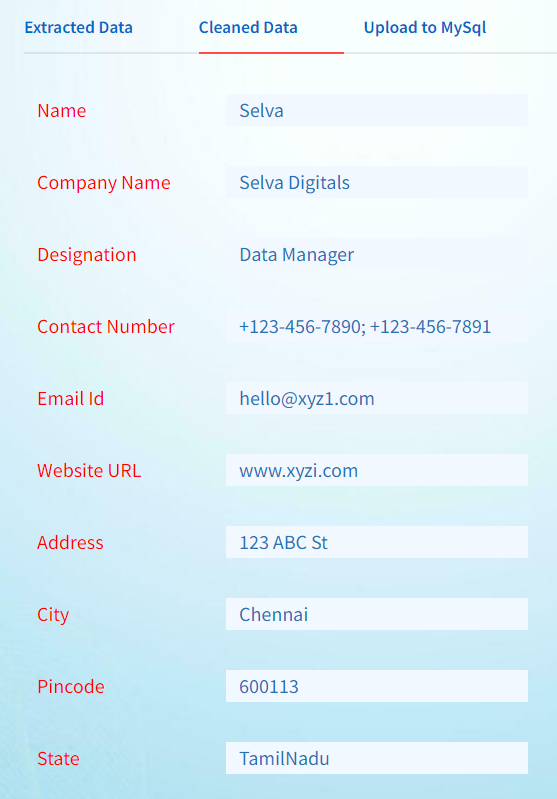 Extracted Data Cleaned Data Upload to MySql
Name Selva
Company Name Selva Digitals
Designation Data Manager
Contact Number +123-456-7890; +123-456-7891
Email Id hello@xyz1.com
Website URL www.xyzi.com
Address 123 ABC St
City Chennai
Pincode 600113
State TamilNadu